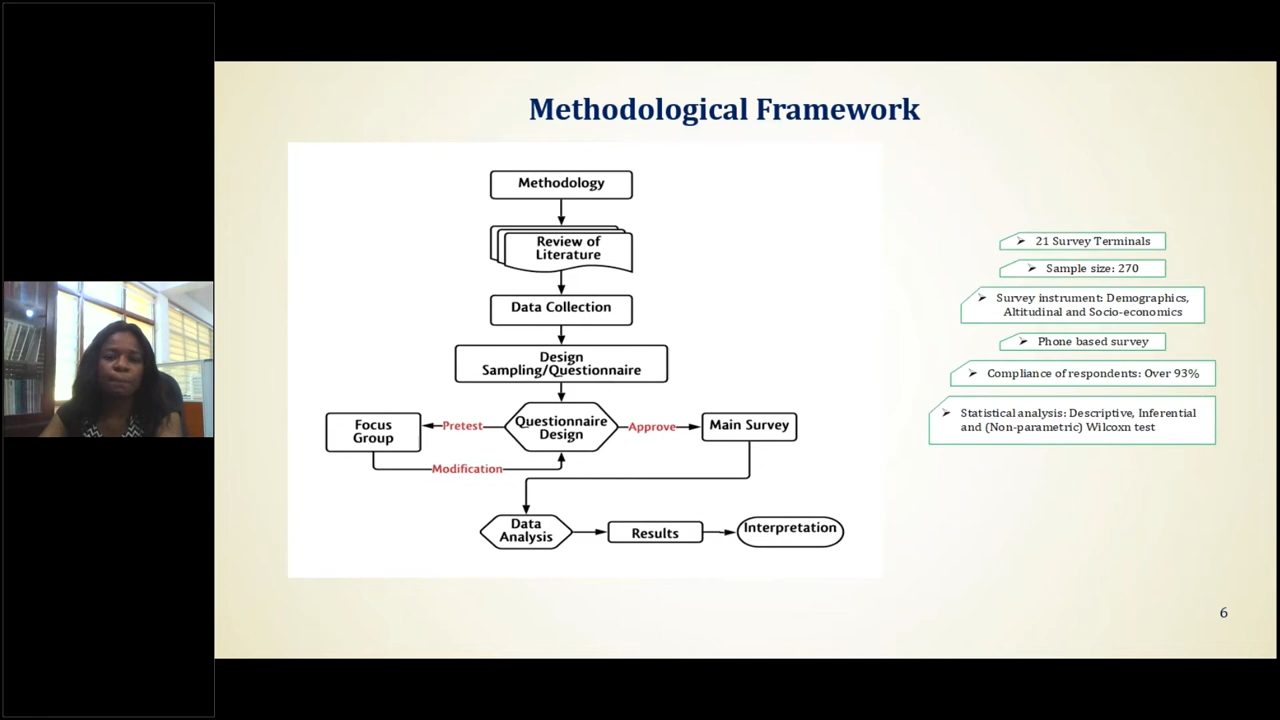 Methodological Framework
Methodology
Review of
Literature
Data Collection
Design
Sampling/Questionnaire
Focus
Group
Pretest
Questionnaire
Design
Approve
Main Survey
Modification
Data
Analysis
Results
Interpretation
21 Survey Terminals
Sample size: 270
Survey instrument: Demographics,
Altitudinal and Socio-economics
Phone based survey
Compliance of respondents: Over 93%
Statistical analysis: Descriptive, Inferential
and (Non-parametric) Wilcoxn test
6